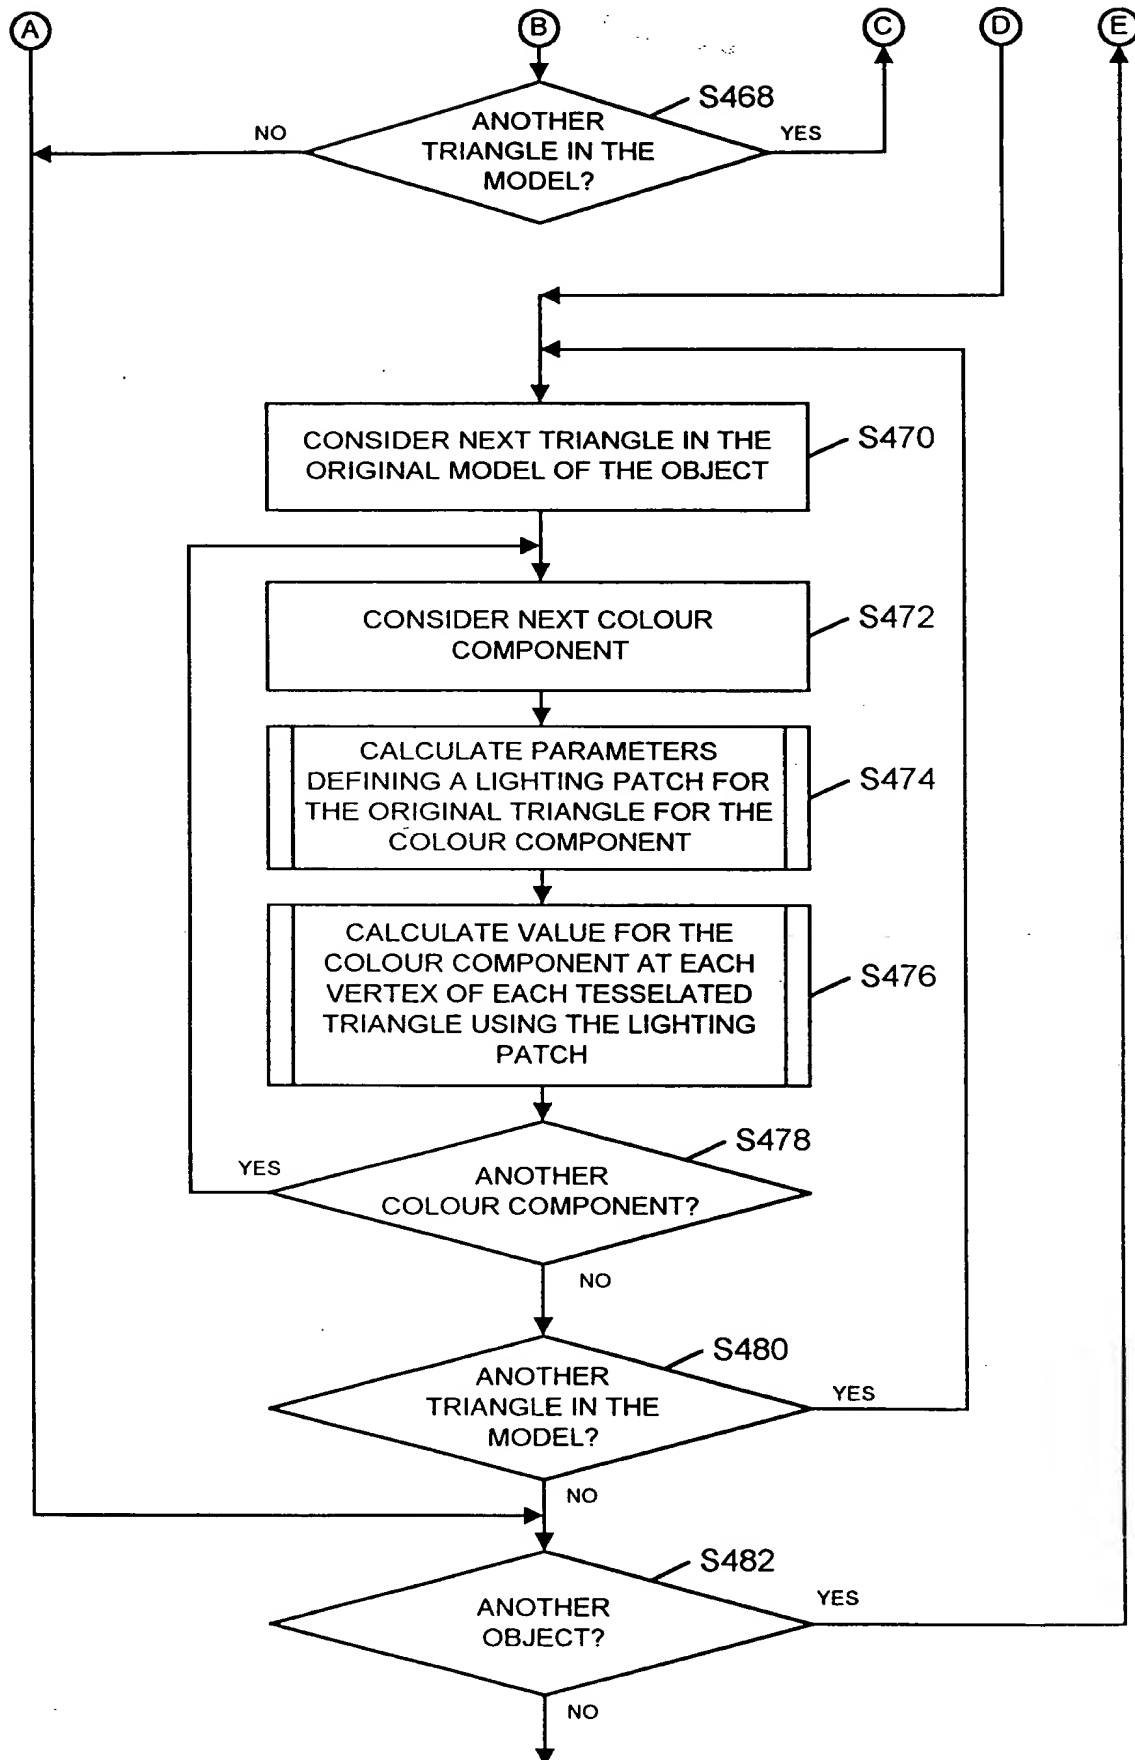 A
B
C
D
E
S468
NO
ANOTHER
TRIANGLE IN THE
MODEL?
YES
CONSIDER NEXT TRIANGLE IN THE
ORIGINAL MODEL OF THE OBJECT
S470
CONSIDER NEXT COLOUR
COMPONENT
S472
CALCULATE PARAMETERS
DEFINING A LIGHTING PATCH FOR
THE ORIGINAL TRIANGLE FOR THE
COLOUR COMPONENT
S474
CALCULATE VALUE FOR THE
COLOUR COMPONENT AT EACH
VERTEX OF EACH TESSELATED
TRIANGLE USING THE LIGHTING
PATCH
S476
S478
YES
ANOTHER
COLOUR COMPONENT?
NO
S480
ANOTHER
TRIANGLE IN THE
MODEL?
YES
NO
S482
ANOTHER
OBJECT?
YES
NO